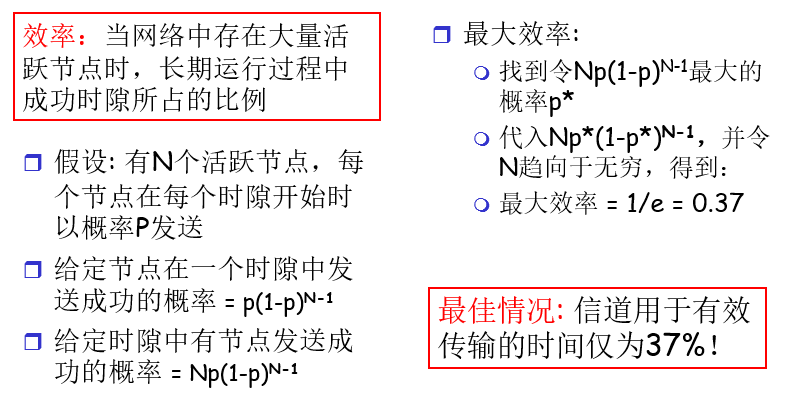 效率：当网络中存在大量活
跃节点时，长期运行过程中
成功时隙所占的比例
假设: 有N个活跃节点，每
个节点在每个时隙开始时
以概率P发送
给定节点在一个时隙中发
送成功的概率 = p(1-p)ᴺ⁻¹
给定时隙中有节点发送成
功的概率 = Np(1-p)ᴺ⁻¹
最大效率:
找到令Np(1-p)ᴺ⁻¹最大的
概率p*
代入Np*(1-p*)ᴺ⁻¹，并令
N趋向于无穷，得到：
最大效率 = 1/e = 0.37
最佳情况: 信道用于有效
传输的时间仅为37%！